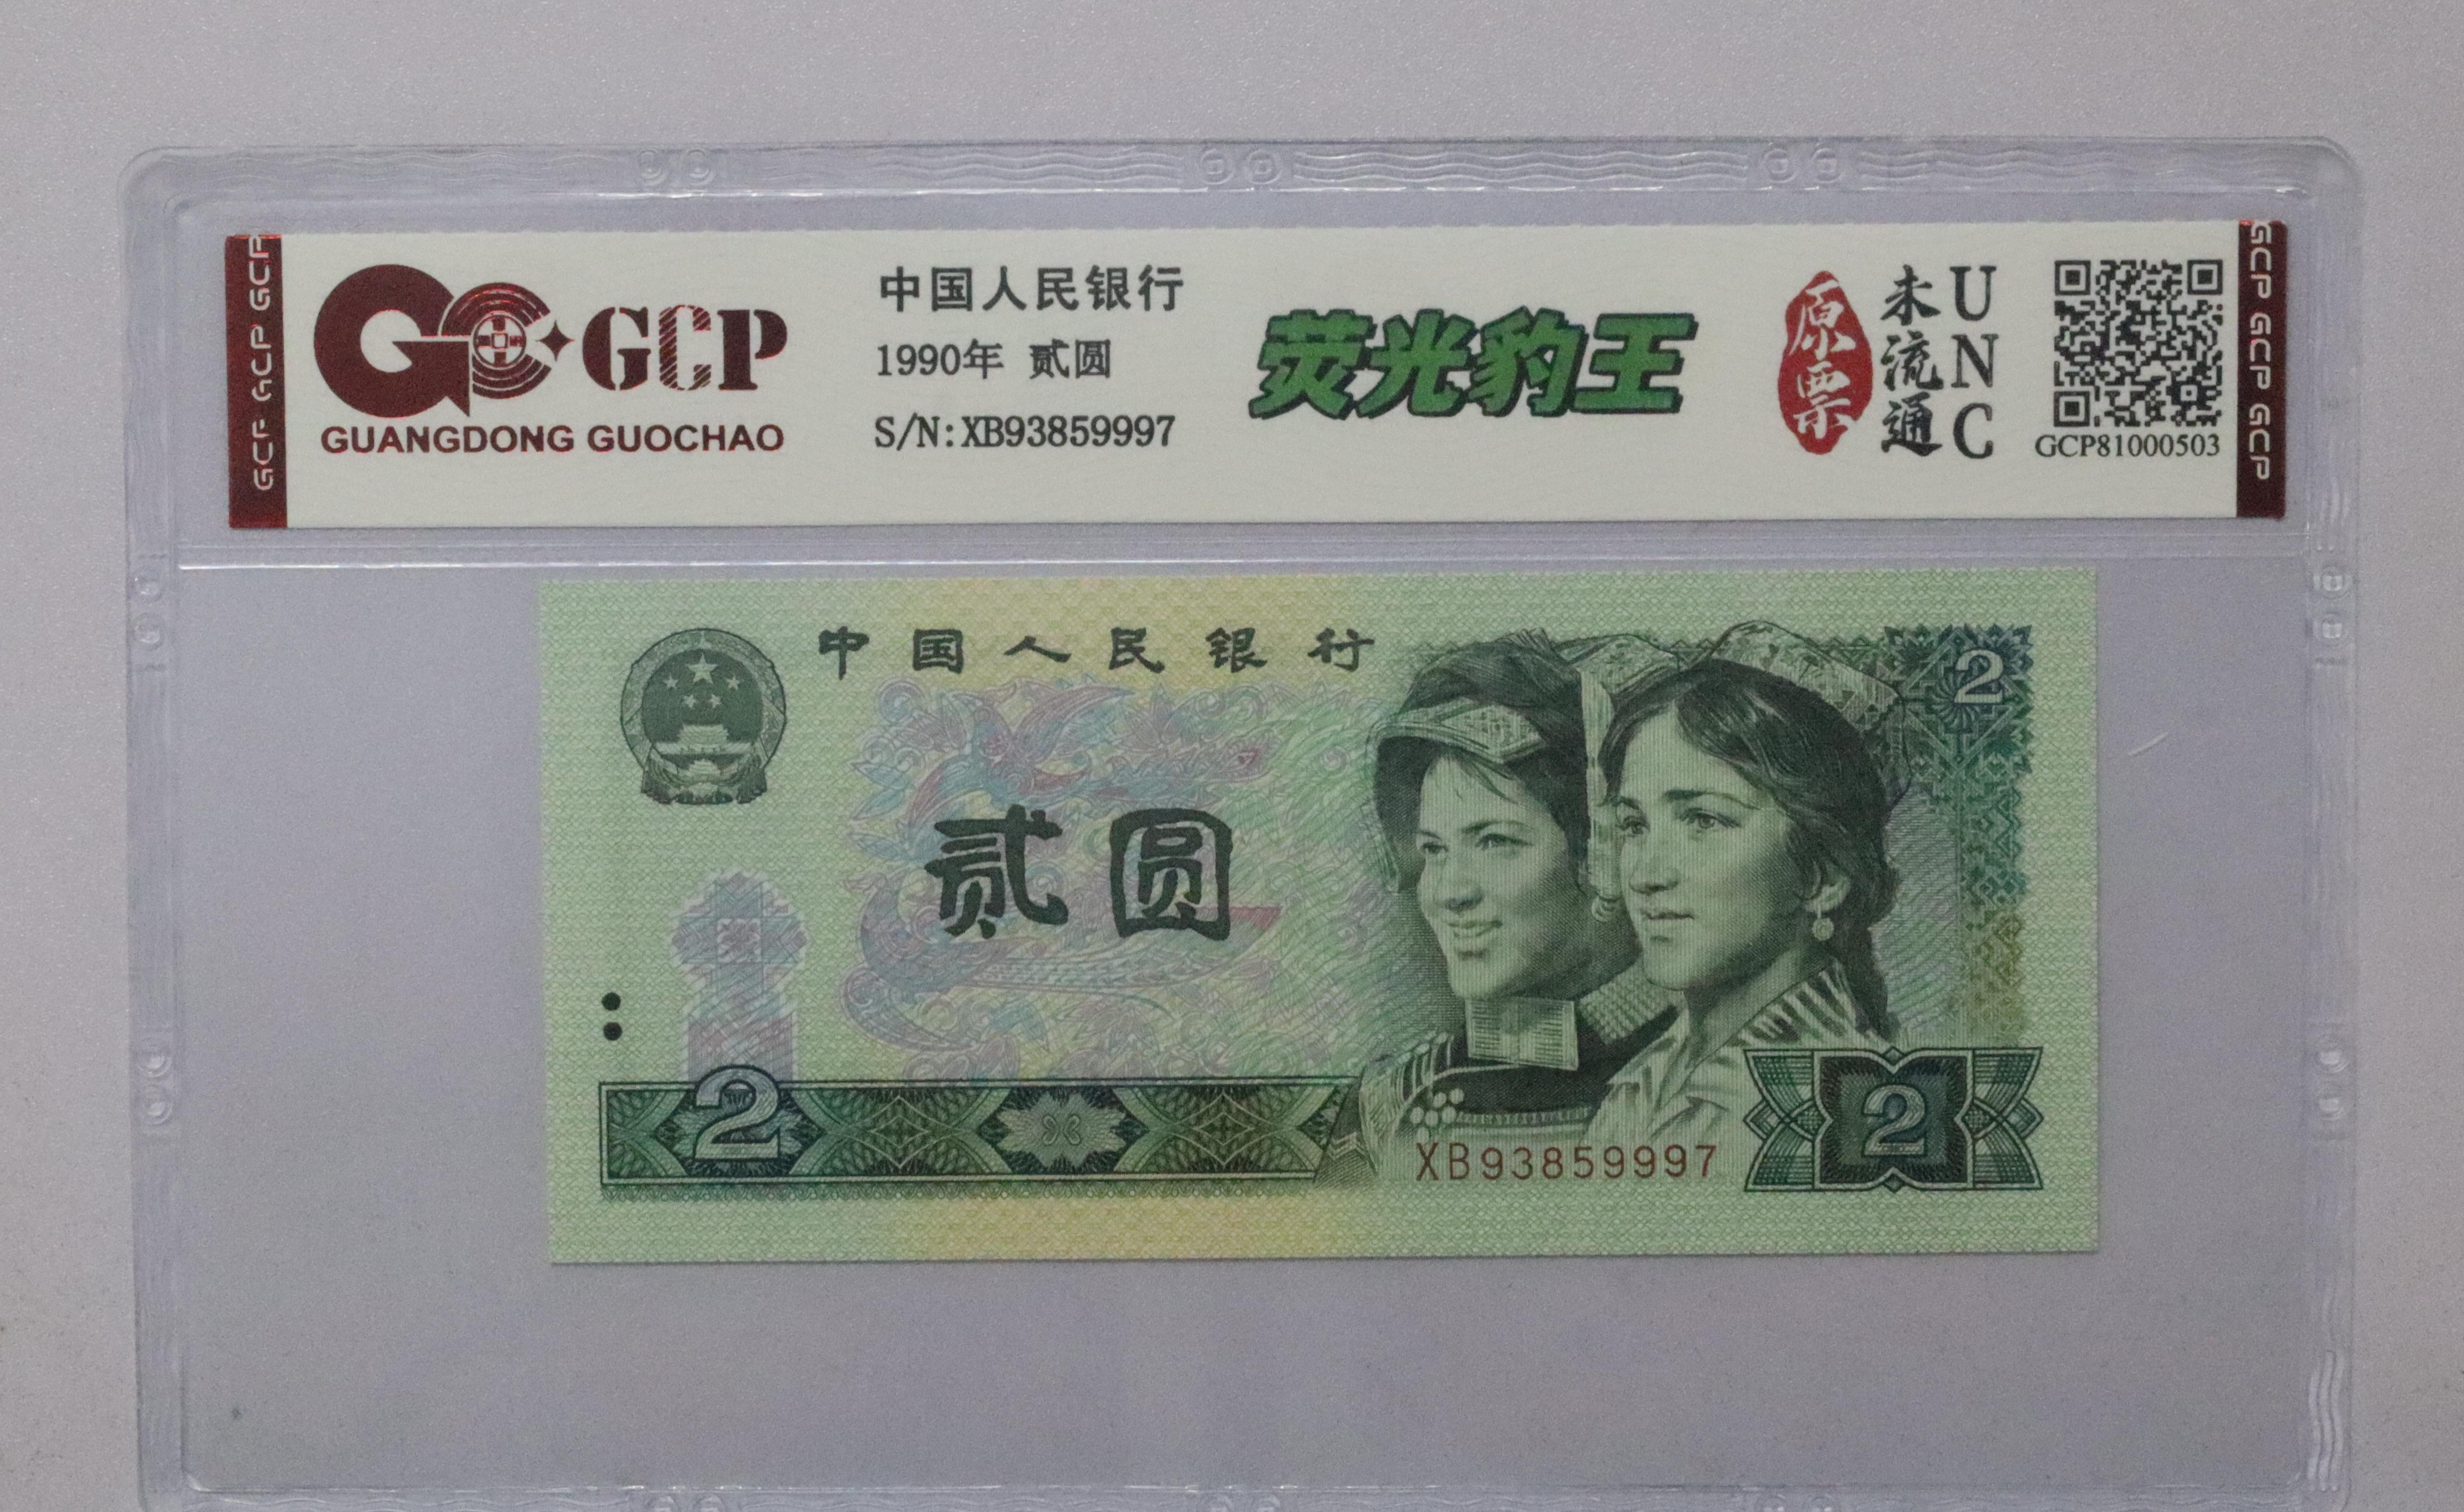 GCP GCP GCP
GCP
GUANGDONG GUOCHAO
中国人民银行
1990年 贰圆
S/N:XB93859997
荧光豹王
原票
未流通
UNC
GCP81000503
GCP GCP GCP
中国人民银行
2
贰圆
2
XB93859997
2